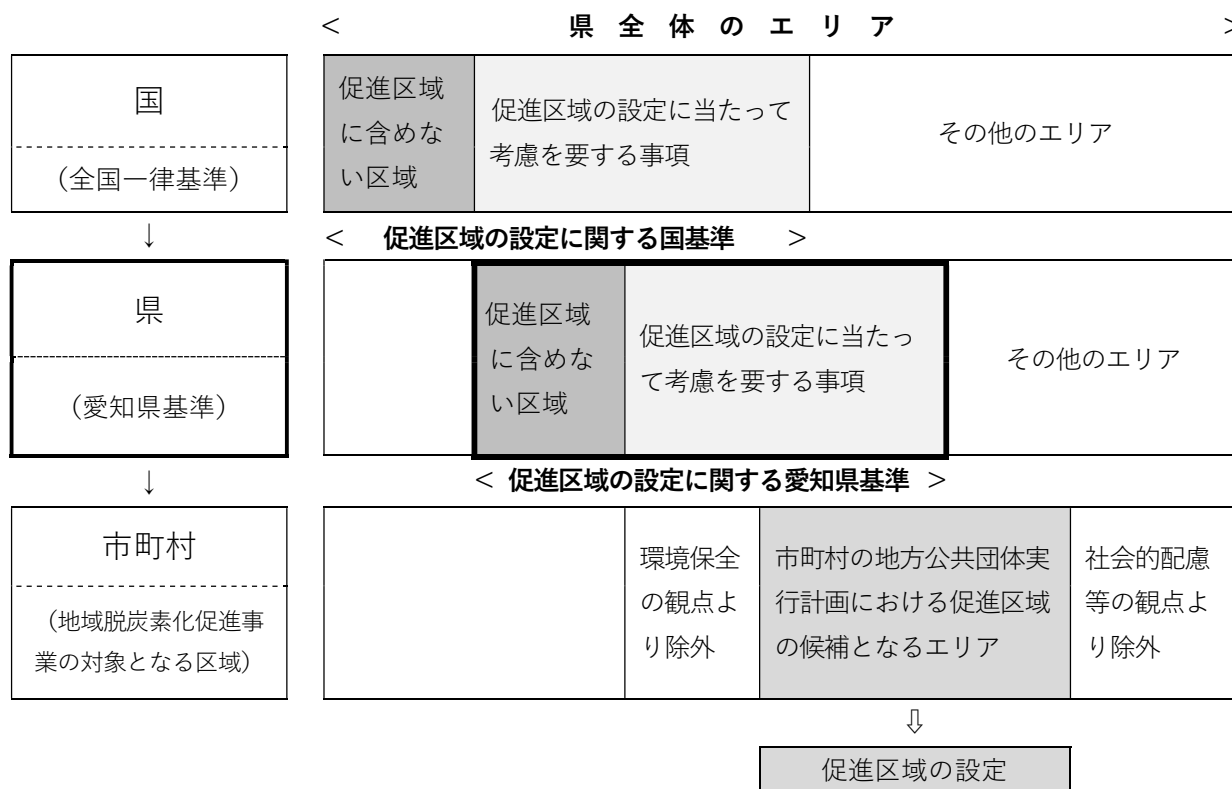 < 県全体のエリア >
国
(全国一律基準)
促進区域
に含めな
い区域
促進区域の設定に当たって
考慮を要する事項
その他のエリア
↓
< 促進区域の設定に関する国基準 >
県
(愛知県基準)
促進区域
に含めな
い区域
促進区域の設定に当たっ
て考慮を要する事項
その他のエリア
↓
< 促進区域の設定に関する愛知県基準 >
市町村
(地域脱炭素化促進事
業の対象となる区域)
環境保全
の観点よ
り除外
市町村の地方公共団体実
行計画における促進区域
の候補となるエリア
社会的配慮
等の観点よ
り除外
⇩
促進区域の設定